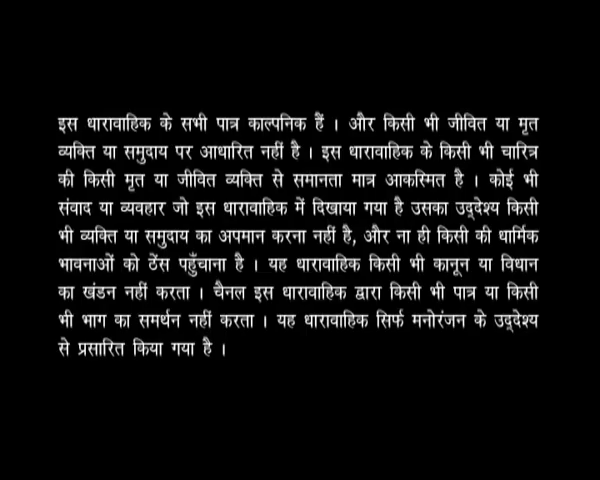 इस धारावाहिक के सभी पात्र काल्पनिक हैं । और किसी भी जीवित या मृत
व्यक्ति या समुदाय पर आधारित नहीं है । इस धारावाहिक के किसी भी चारित्र
की किसी मृत या जीवित व्यक्ति से समानता मात्र आकस्मित है । कोई भी
संवाद या व्यवहार जो इस धारावाहिक में दिखाया गया है उसका उद्देश्य किसी
भी व्यक्ति या समुदाय का अपमान करना नहीं है, और ना ही किसी की धार्मिक
भावनाओं को ठेंस पहुँचाना है । यह धारावाहिक किसी भी कानून या विधान
का खंडन नहीं करता । चैनल इस धारावाहिक द्वारा किसी भी पात्र या किसी
भी भाग का समर्थन नहीं करता । यह धारावाहिक सिर्फ मनोरंजन के उद्देश्य
से प्रसारित किया गया है ।